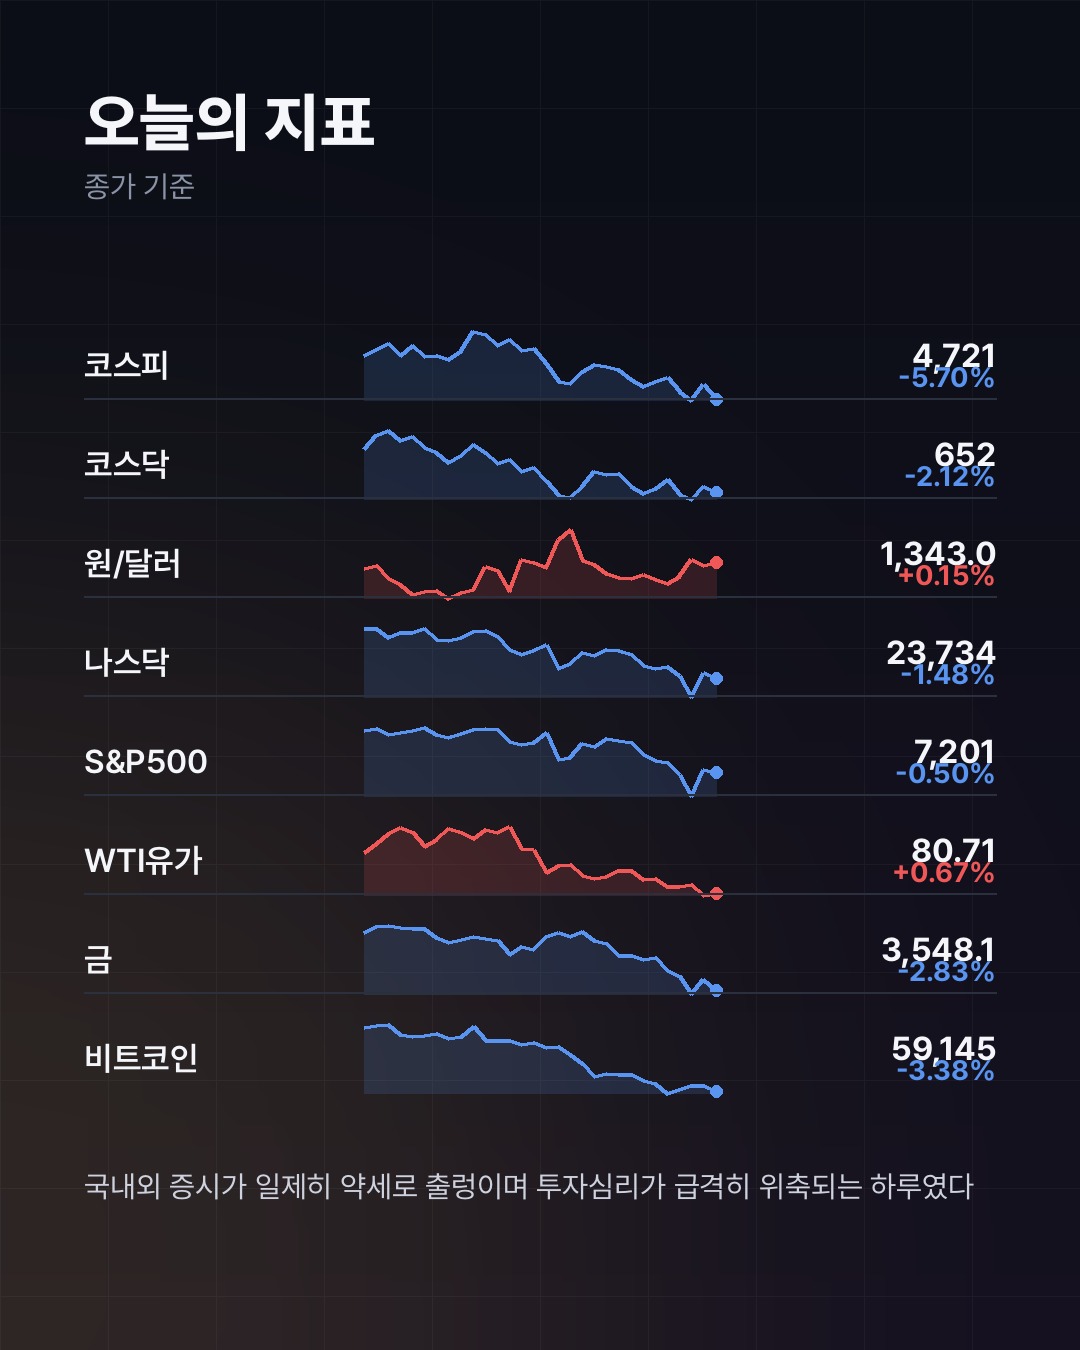 오늘의 지표
종가 기준
코스피
4,721
-5.70%
코스닥
652
-2.12%
원/달러
1,343.0
+0.15%
나스닥
23,734
-1.48%
S&P500
7,201
-0.50%
WTI유가
80.71
+0.67%
금
3,548.1
-2.83%
비트코인
59,145
-3.38%
국내외 증시가 일제히 약세로 출렁이며 투자심리가 급격히 위축되는 하루였다